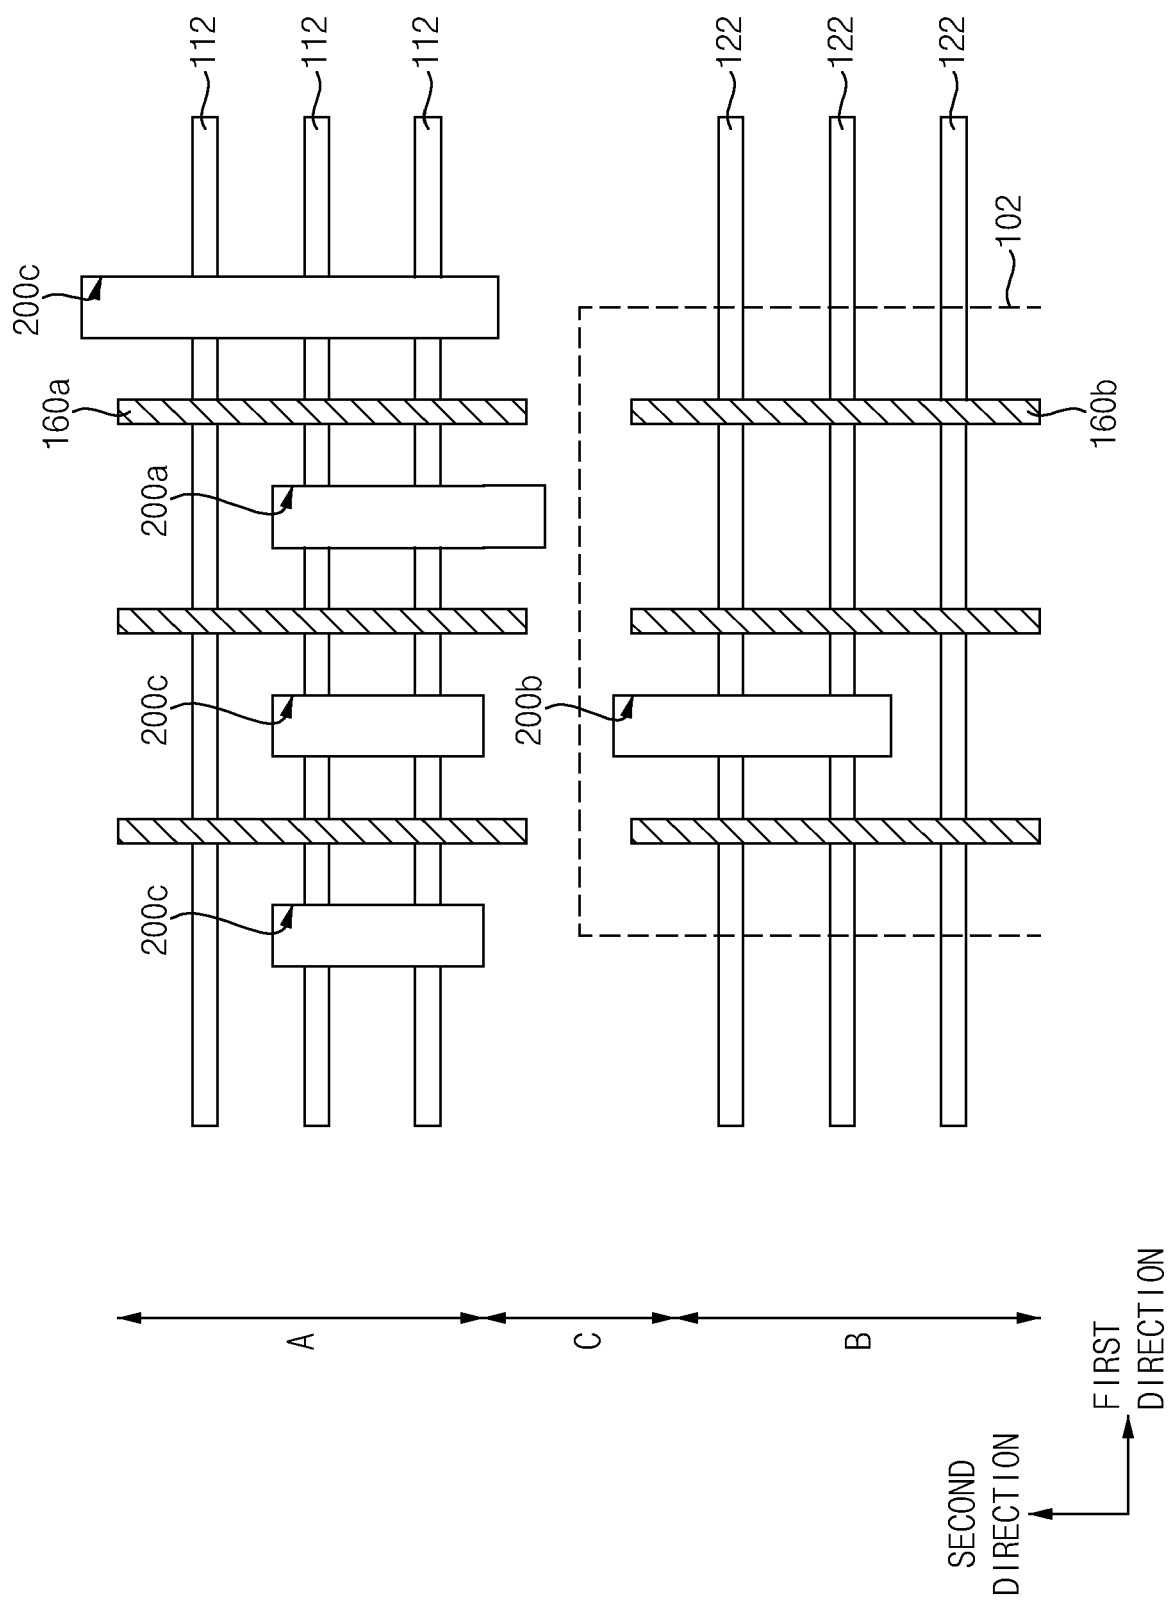 200c
160a
200c
200c
200a
112
A
112
112
200b
C
122
B
122
122
SECOND
DIRECTION
102
FIRST
DIRECTION
160b